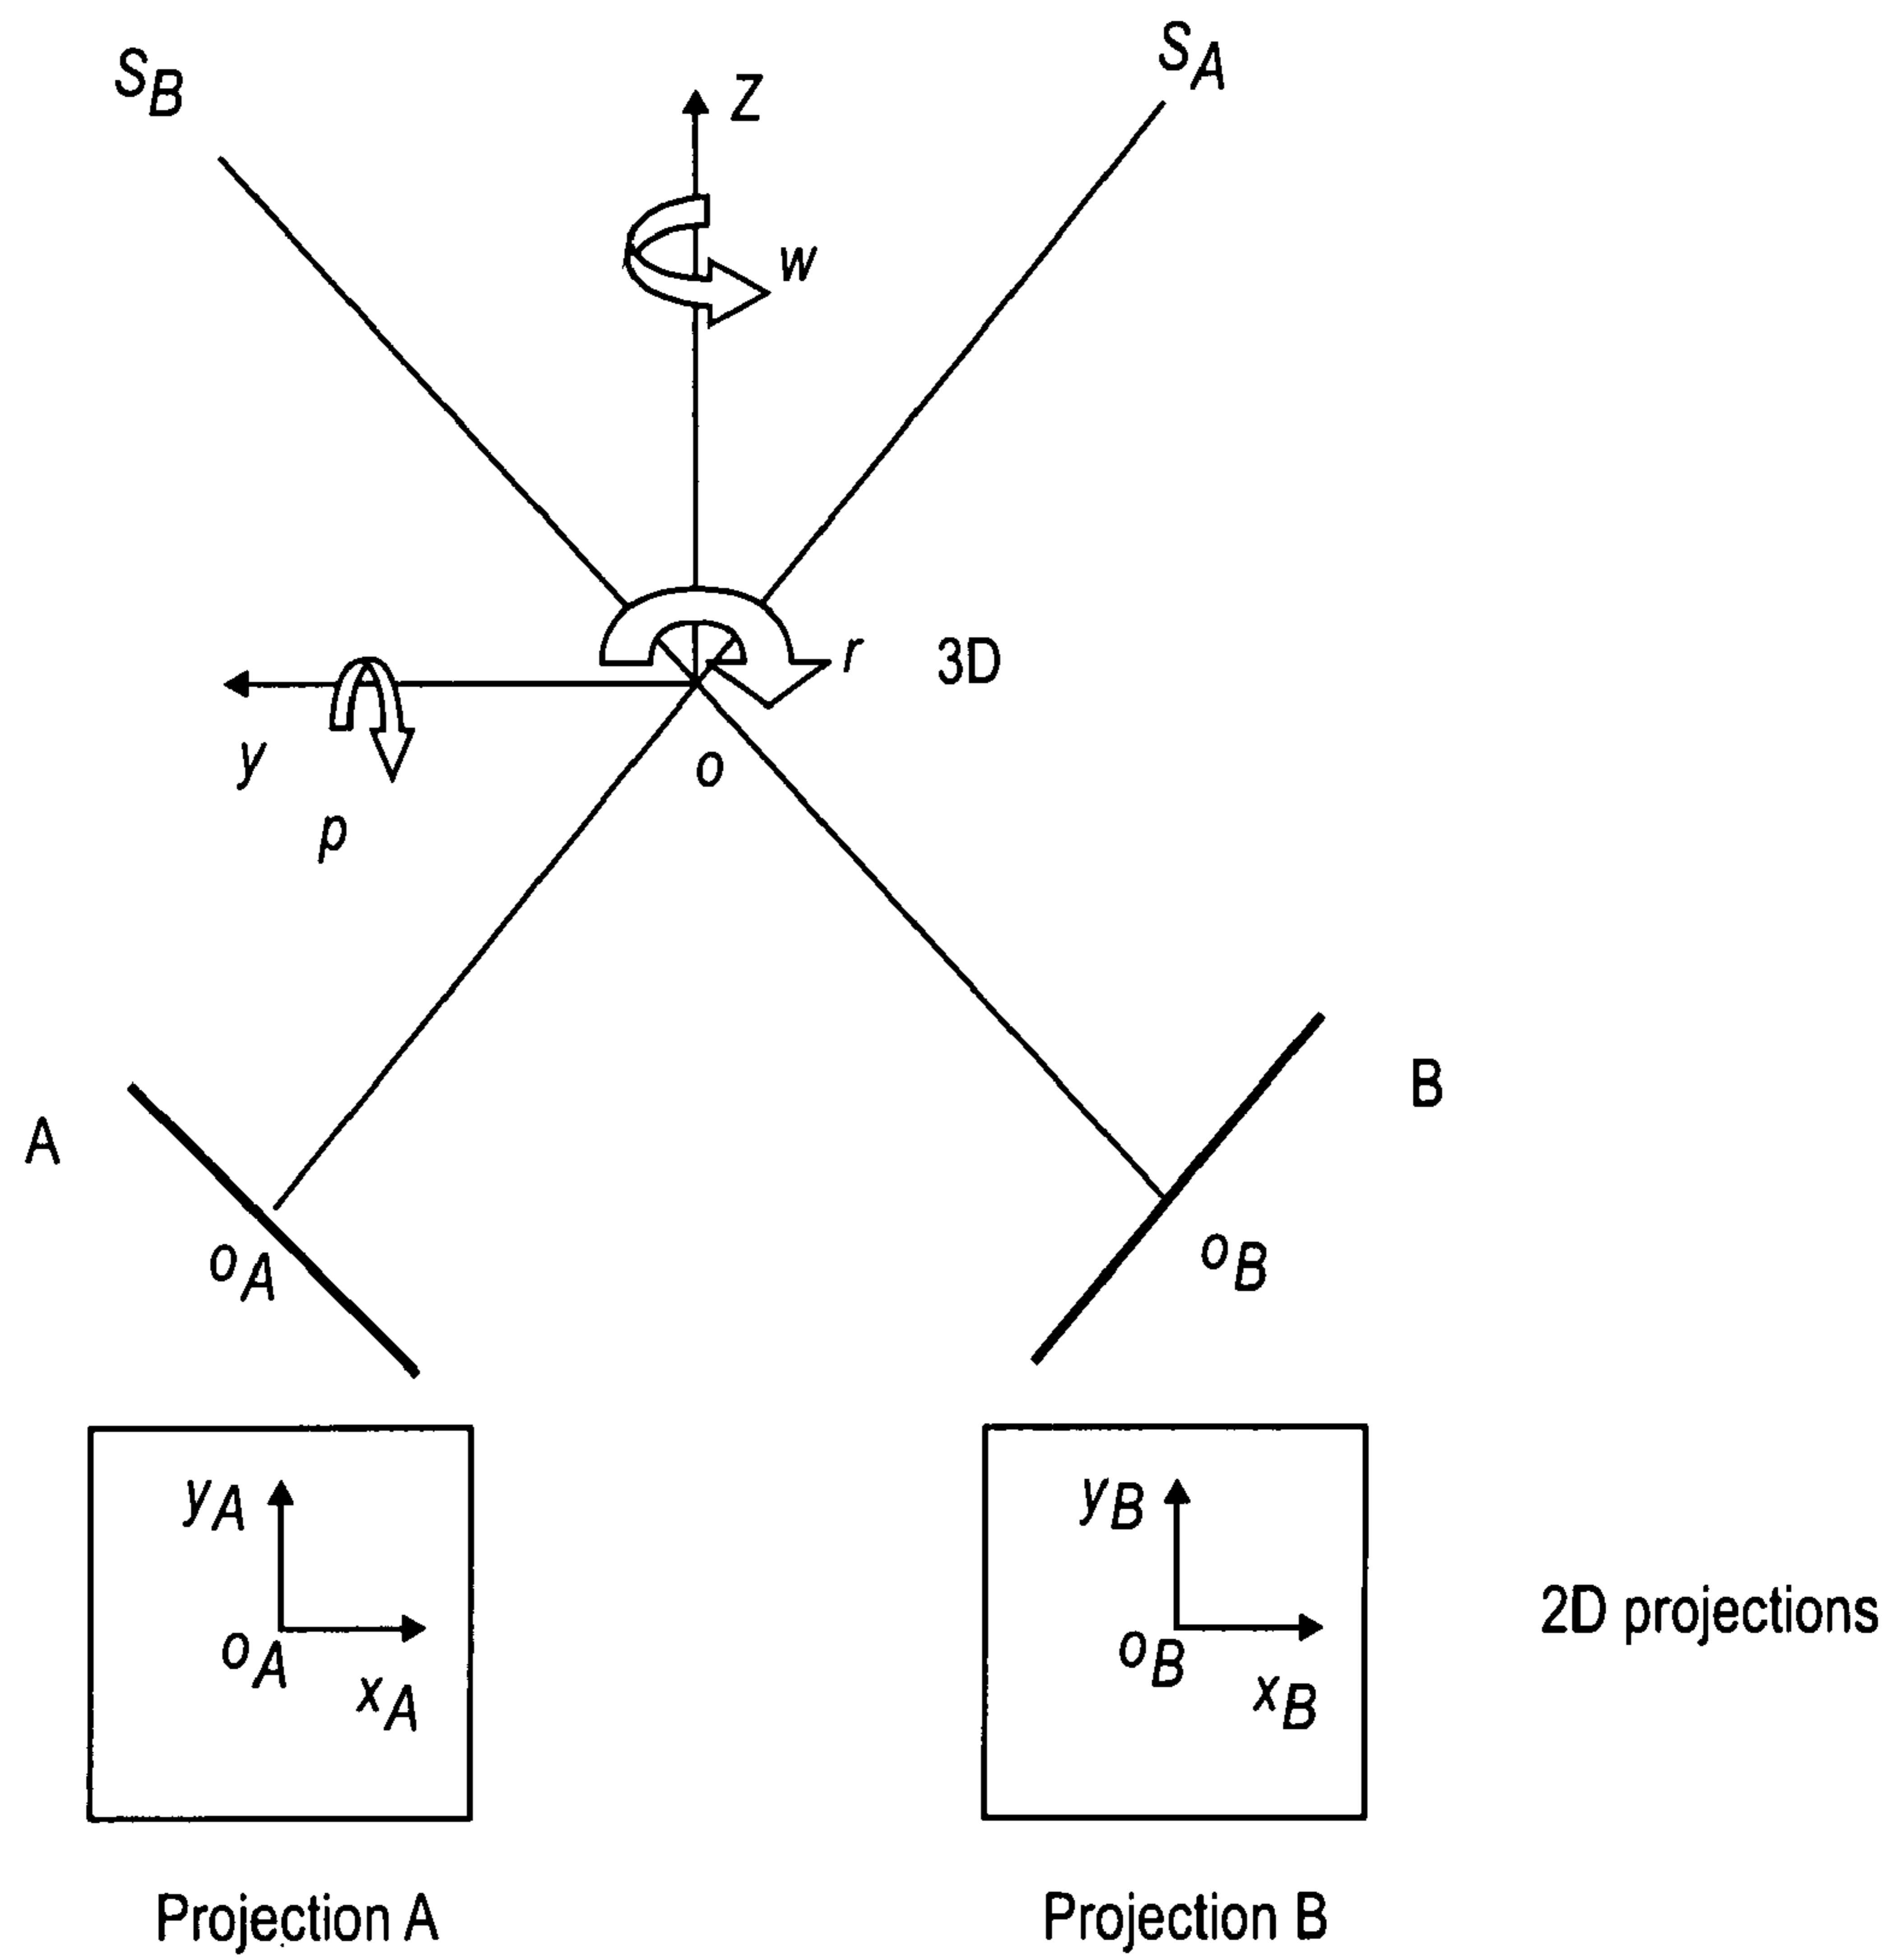 S_B
S_A
Z
w
r
3D
y
o
p
A
B
o_A
o_B
y_A
y_B
o_A
o_B
x_A
x_B
2D projections
Projection A
Projection B